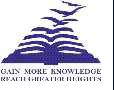 GAIN MORE KNOWLEDGE
REACH GREATER HEIGHTS